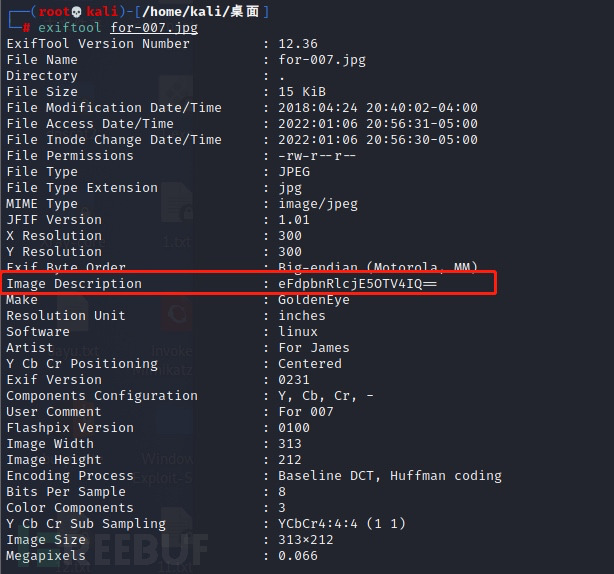 ┌──(root💀kali)-[/home/kali/桌面]
└─# exiftool for-007.jpg
ExifTool Version Number : 12.36
File Name : for-007.jpg
Directory : .
File Size : 15 KiB
File Modification Date/Time : 2018:04:24 20:40:02-04:00
File Access Date/Time : 2022:01:06 20:56:31-05:00
File Inode Change Date/Time : 2022:01:06 20:56:30-05:00
File Permissions : -rw-r--r--
File Type : JPEG
File Type Extension : jpg
MIME Type : image/jpeg
JFIF Version : 1.01
X Resolution : 300
Y Resolution : 300
Exif Byte Order : Big-endian (Motorola, MM)
Image Description : eFdpbnRlcjE5OTV4IQ==
Make : GoldenEye
Resolution Unit : inches
Software : linux
Artist : For James
Y Cb Cr Positioning : Centered
Exif Version : 0231
Components Configuration : Y, Cb, Cr, -
User Comment : For 007
Flashpix Version : 0100
Image Width : 313
Image Height : 212
Encoding Process : Baseline DCT, Huffman coding
Bits Per Sample : 8
Color Components : 3
Y Cb Cr Sub Sampling : YCbCr4:4:4 (1 1)
Image Size : 313×212
Megapixels : 0.066
REEBUF